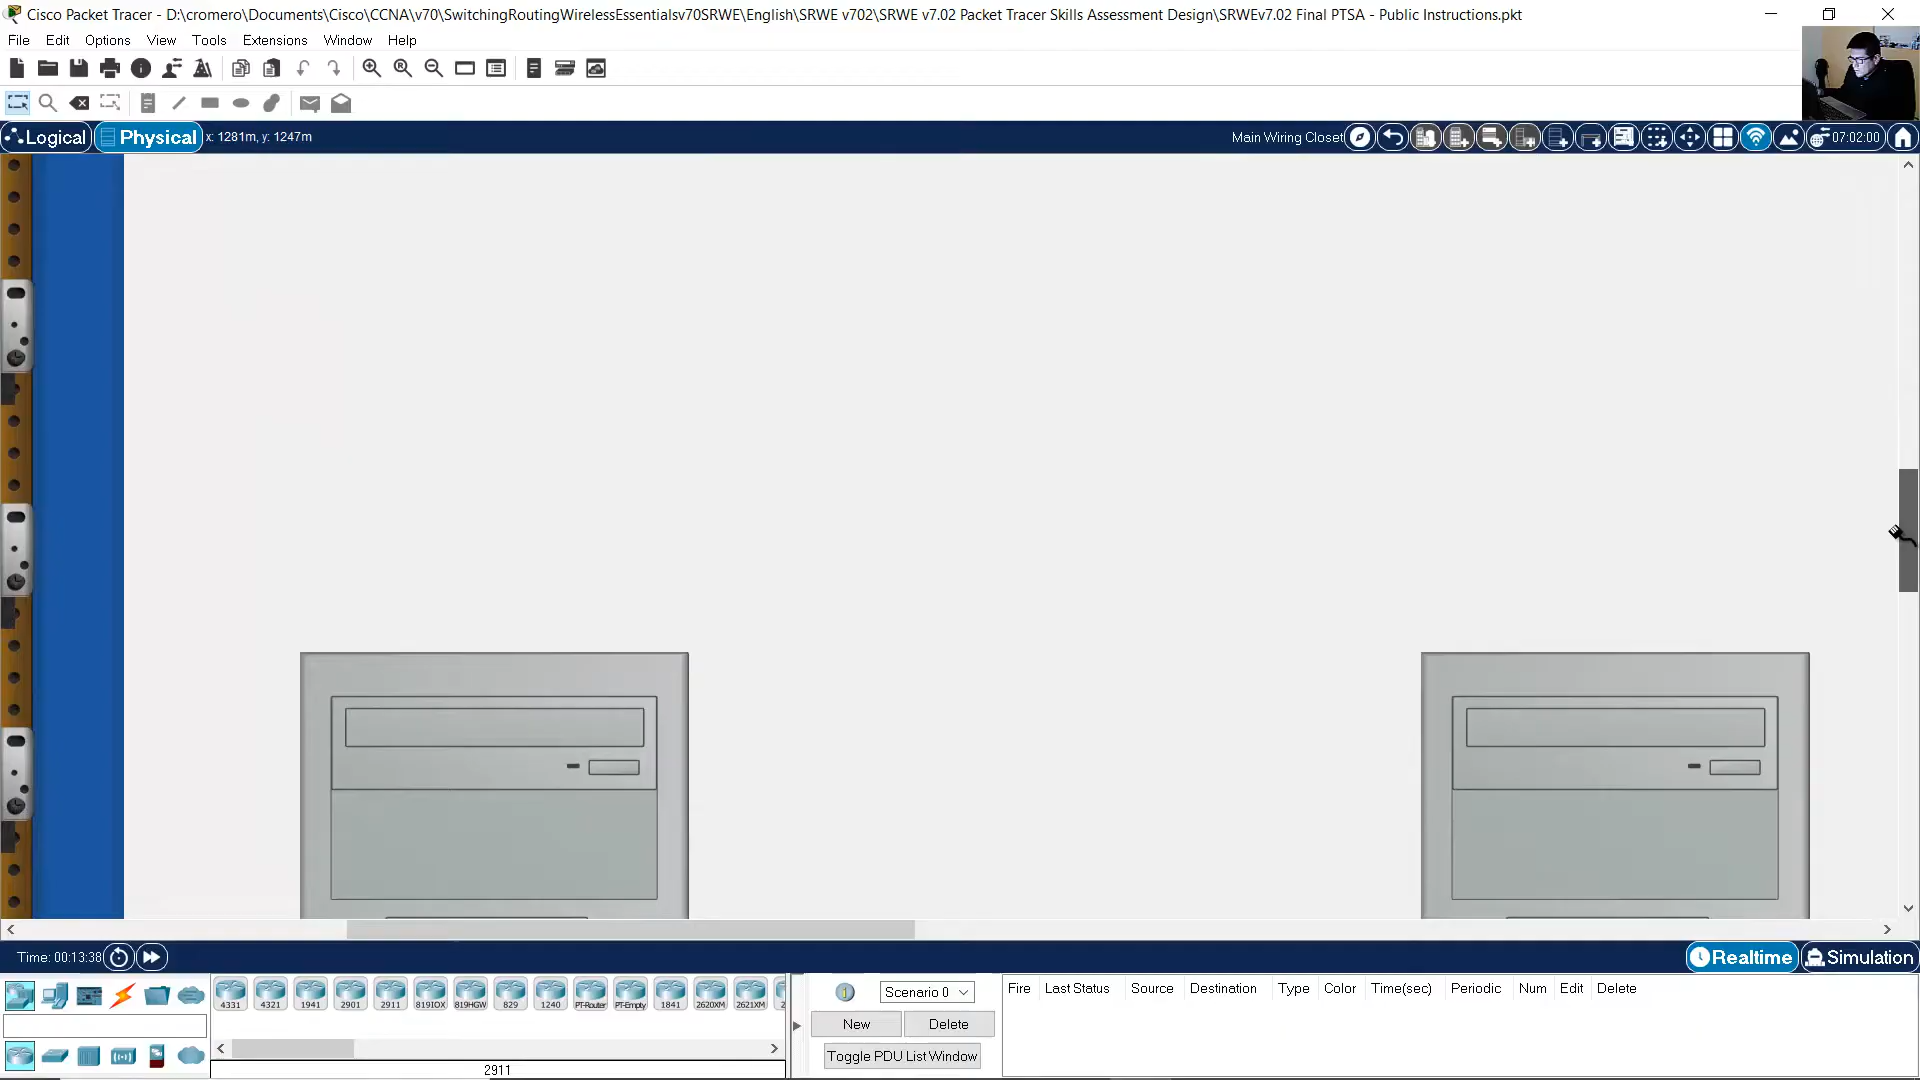 Cisco Packet Tracer - D:\cromero\Documents\Cisco\CCNA\v70\SwitchingRoutingWirelessEssentialsv70SRWE\English\SRWE v702\SRWE v7.02 Packet Tracer Skills Assessment Design\SRWEv7.02 Final PTSA - Public Instructions.pkt
File Edit Options View Tools Extensions Window Help
Logical Physical x: 1281m, y: 1247m Main Wiring Closet 07:02:00
Time: 00:13:38 Realtime Simulation
4331 4321 1941 2901 2911 819IOX 819HGW 829 1240 PT-Router PT-Empty 1841 2620XM 2621XM
Scenario 0
Fire Last Status Source Destination Type Color Time(sec) Periodic Num Edit Delete
New Delete
Toggle PDU List Window
2911